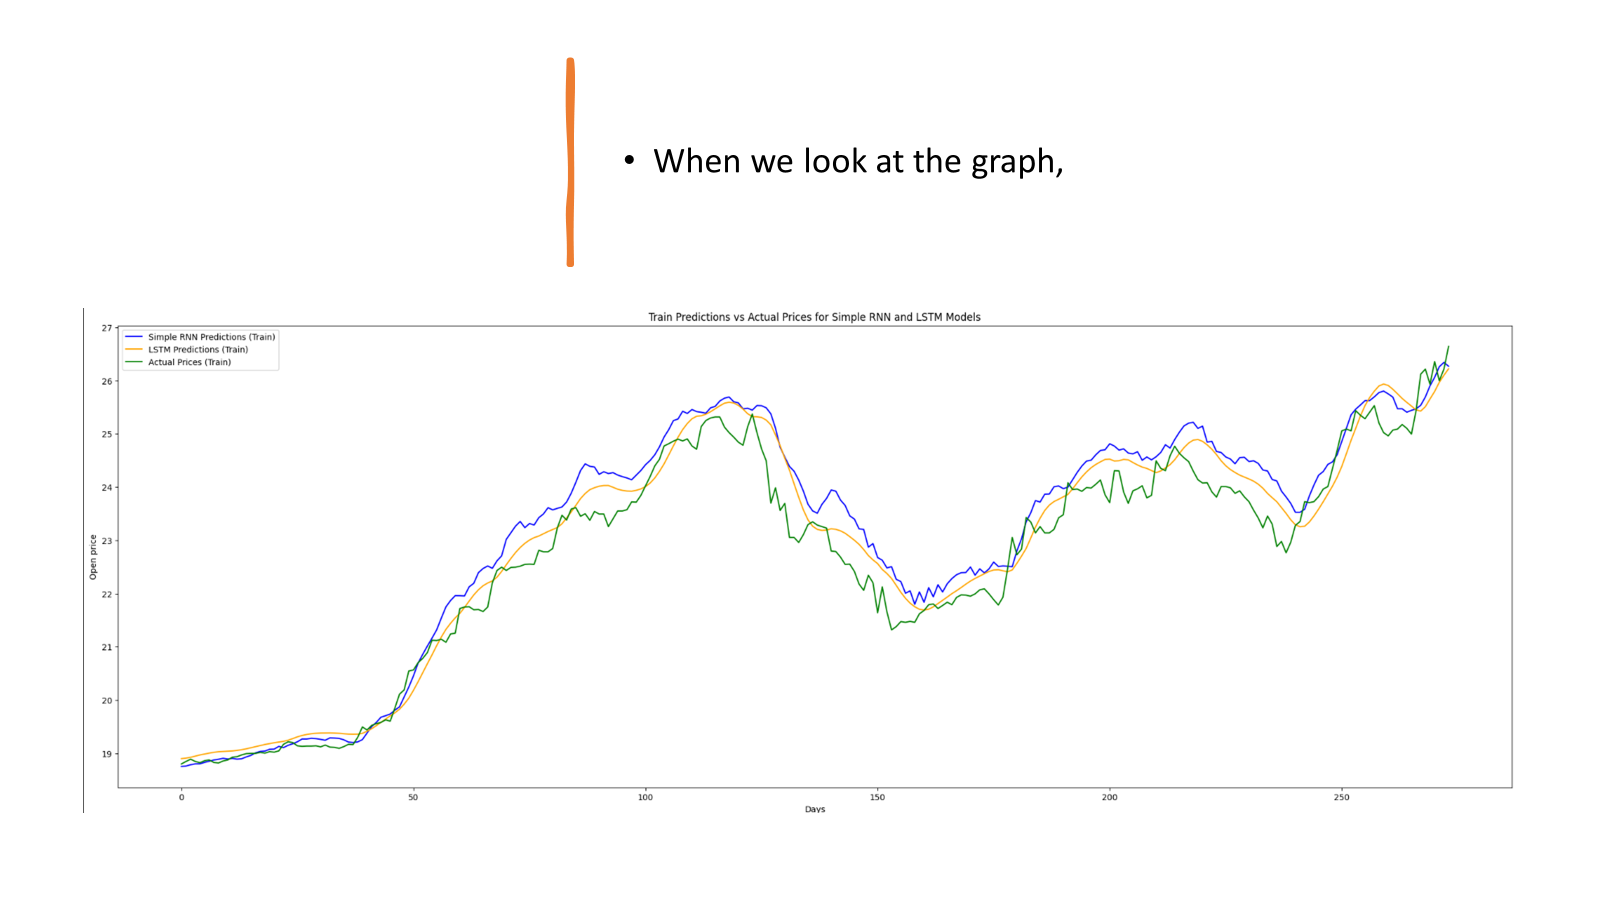 • When we look at the graph,
Train Predictions vs Actual Prices for Simple RNN and LSTM Models
Simple RNN Predictions (Train)
LSTM Predictions (Train)
Actual Prices (Train)
27
26
25
24
23
22
21
20
19
Open price
0 50 100 150 200 250
Days